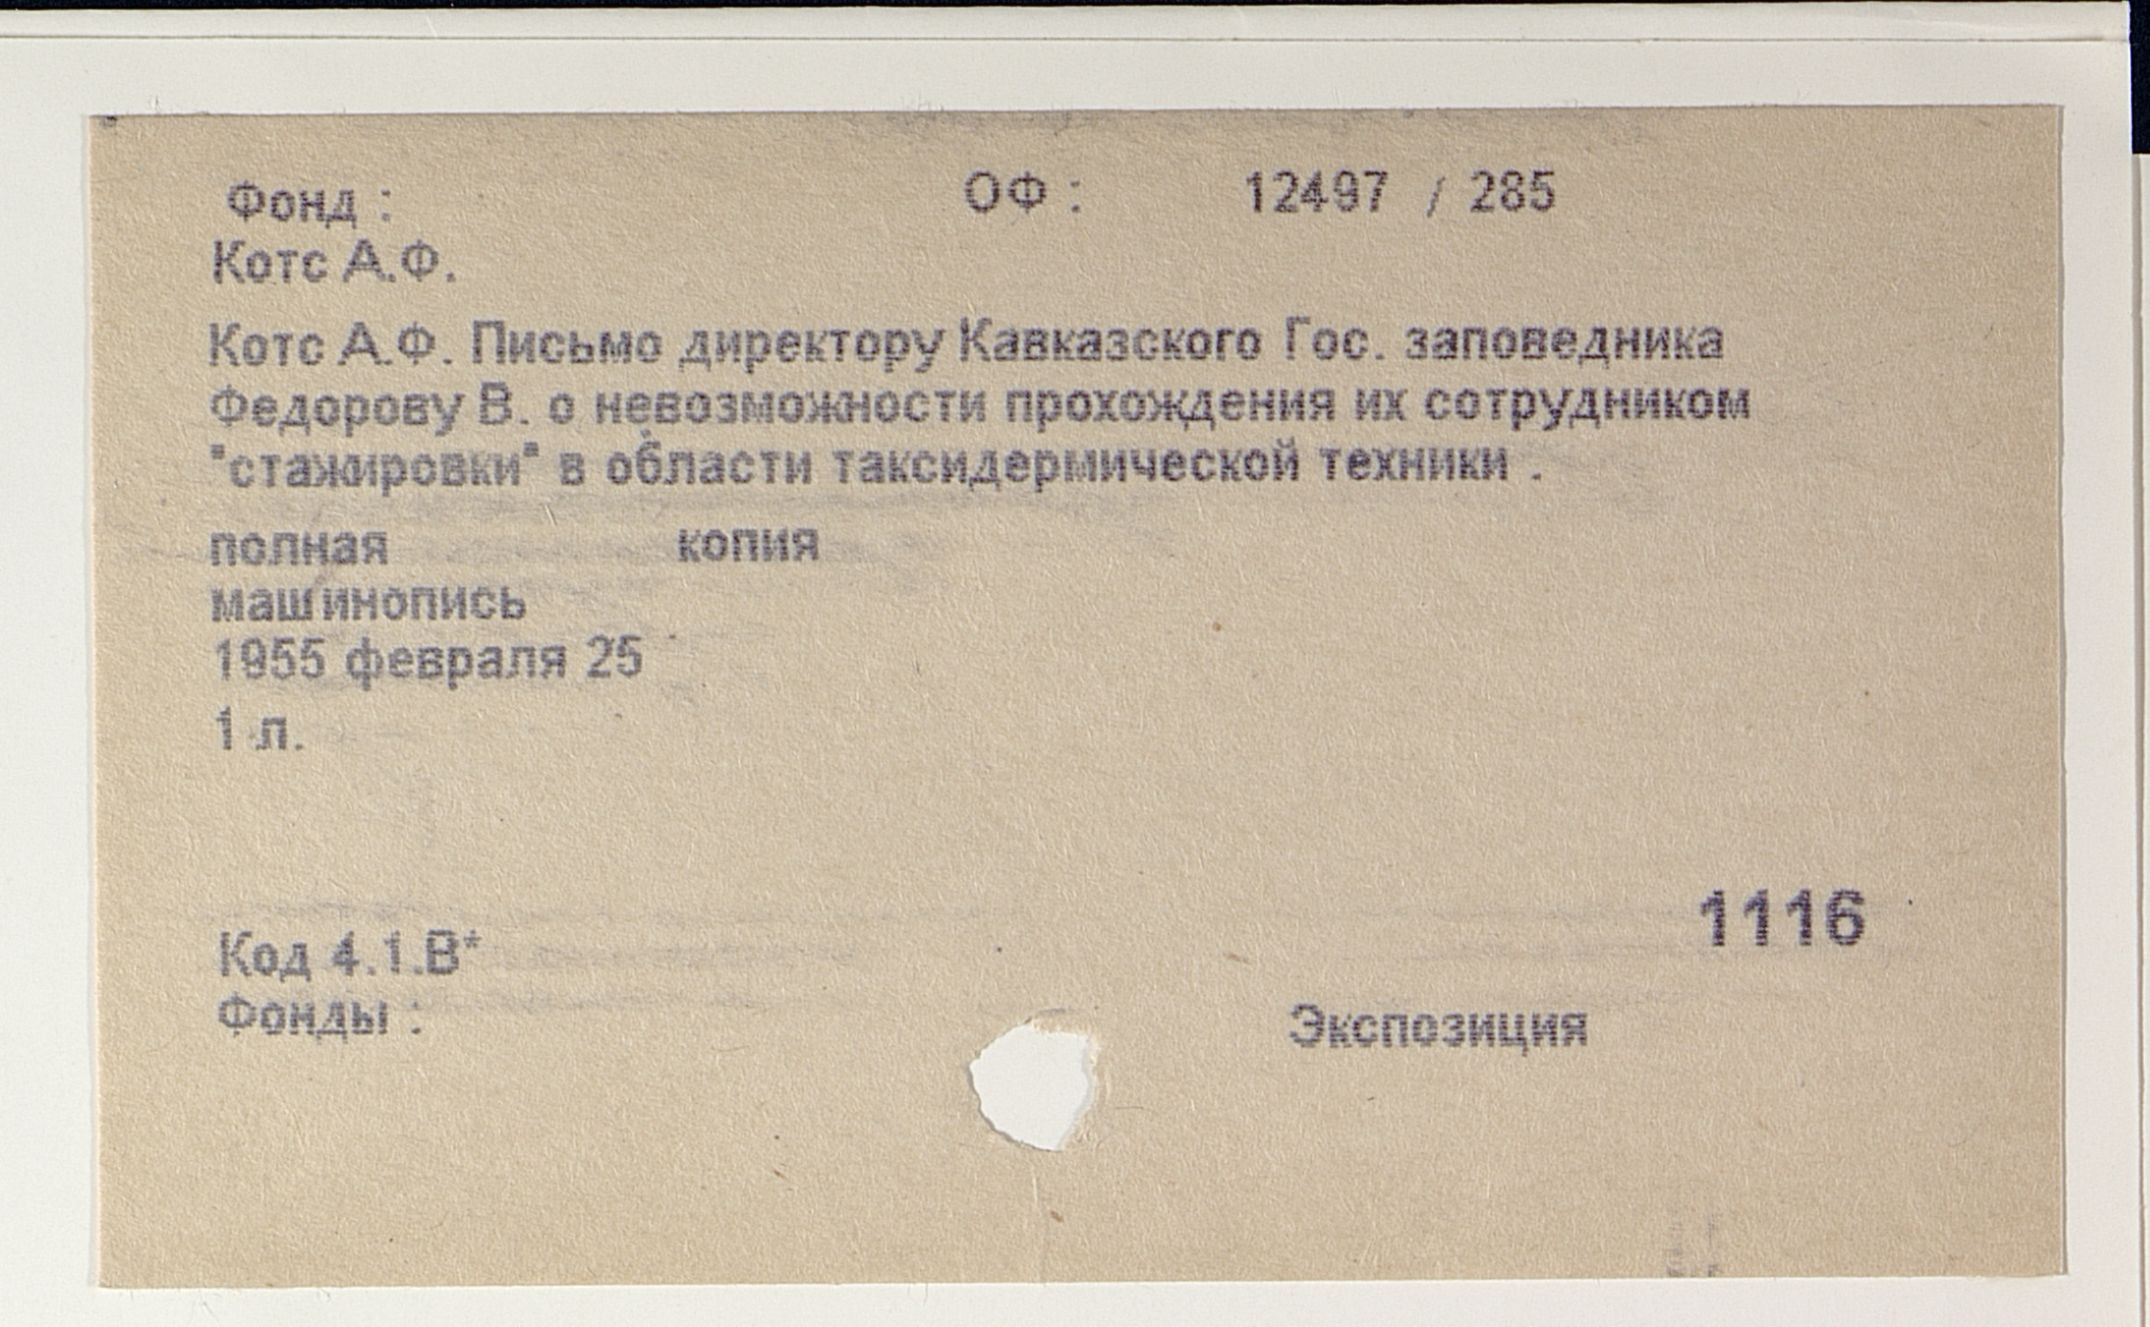 Фонд : ОФ : 12497 / 285
Котс А.Ф.
Котс А.Ф. Письмо директору Кавказского Гос. заповедника
Федорову В. о невозможности прохождения их сотрудником
"стажировки" в области таксидермической техники .
полная копия
машинопись
1955 февраля 25
1 л.
1116
Код 4.1.В*
Фонды : Экспозиция